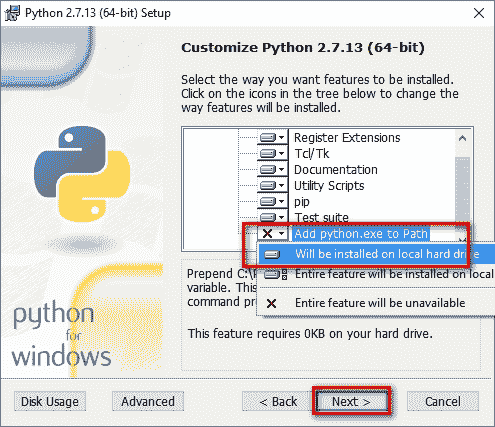 Python 2.7.13 (64-bit) Setup
Customize Python 2.7.13 (64-bit)
Select the way you want features to be installed.
Click on the icons in the tree below to change the
way features will be installed.
Register Extensions
Tcl/Tk
Documentation
Utility Scripts
pip
Test suite
Add python.exe to Path
Will be installed on local hard drive
Entire feature will be installed on local
Entire feature will be unavailable
Prepend C:\
variable. This
command
This feature requires 0KB on your hard drive.
python
for
windows
Disk Usage
Advanced
< Back
Next >
Cancel